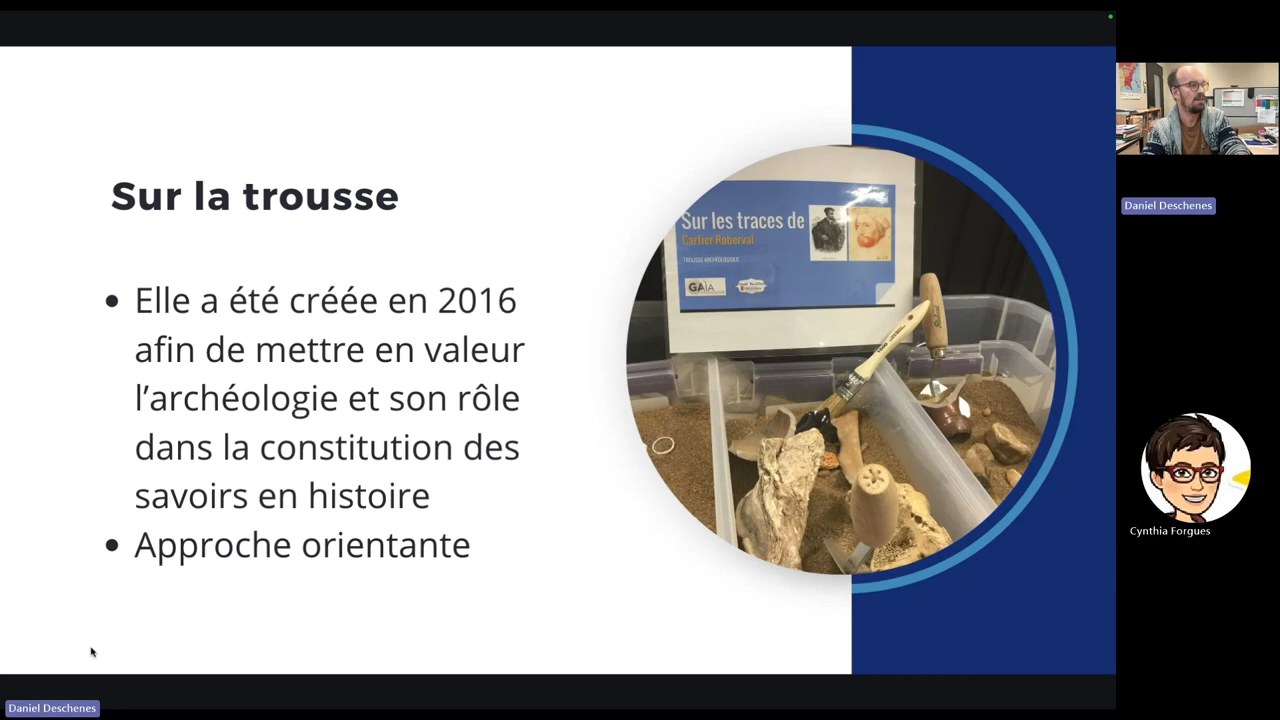 Sur la trousse
Elle a été créée en 2016
afin de mettre en valeur
l’archéologie et son rôle
dans la constitution des
savoirs en histoire
Approche orientante
Sur les traces de
Cartier Roberval
TROUSSE ARCHÉOLOGIQUE
GAIA
Daniel Deschenes
Cynthia Forgues
Daniel Deschenes